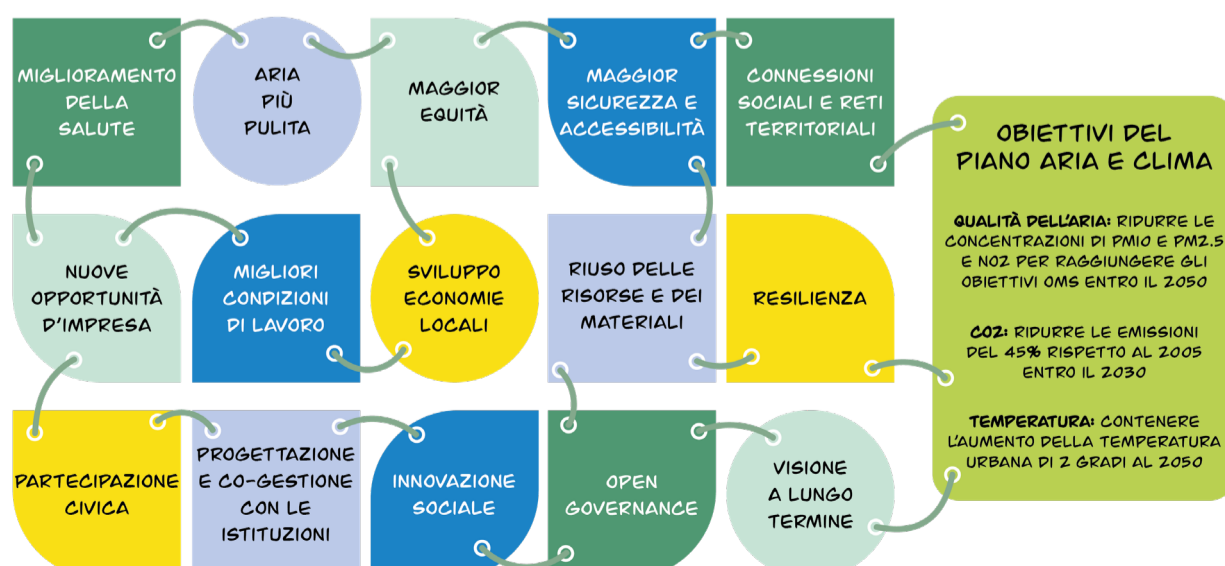 MIGLIORAMENTO
DELLA
SALUTE
ARIA
PIÙ
PULITA
MAGGIOR
EQUITÀ
MAGGIOR
SICUREZZA E
ACCESSIBILITÀ
CONNESSIONI
SOCIALI E RETI
TERRITORIALI
NUOVE
OPPORTUNITÀ
D'IMPRESA
MIGLIORI
CONDIZIONI
DI LAVORO
SVILUPPO
ECONOMIE
LOCALI
RIUSO DELLE
RISORSE E DEI
MATERIALI
RESILIENZA
PARTECIPAZIONE
CIVICA
PROGETTAZIONE
E CO-GESTIONE
CON LE
ISTITUZIONI
INNOVAZIONE
SOCIALE
OPEN
GOVERNANCE
VISIONE
A LUNGO
TERMINE
OBIETTIVI DEL
PIANO ARIA E CLIMA
QUALITÀ DELL'ARIA: RIDURRE LE
CONCENTRAZIONI DI PM10 E PM2.5
E NO2 PER RAGGIUNGERE GLI
OBIETTIVI OMS ENTRO IL 2050
CO2: RIDURRE LE EMISSIONI
DEL 45% RISPETTO AL 2005
ENTRO IL 2030
TEMPERATURA: CONTENERE
L'AUMENTO DELLA TEMPERATURA
URBANA DI 2 GRADI AL 2050